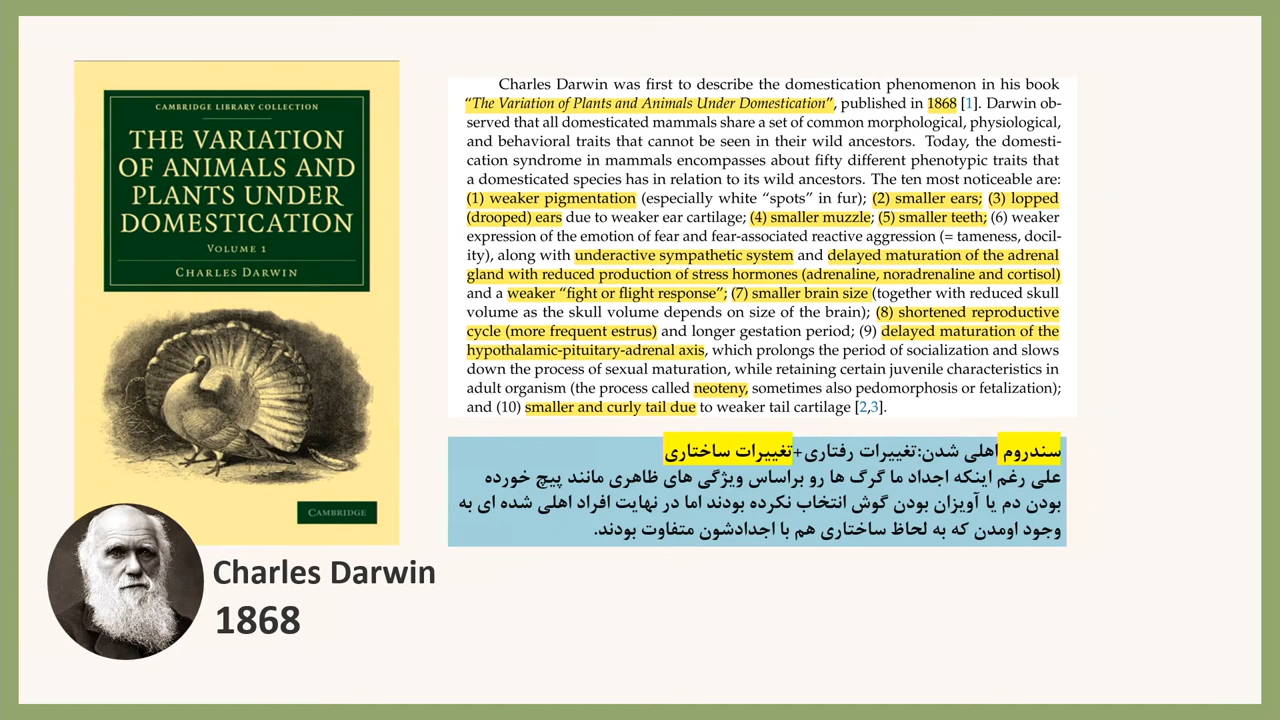 CAMBRIDGE LIBRARY COLLECTION
THE VARIATION
OF ANIMALS AND
PLANTS UNDER
DOMESTICATION
VOLUME 1
CHARLES DARWIN
CAMBRIDGE
Charles Darwin
1868
Charles Darwin was first to describe the domestication phenomenon in his book
“The Variation of Plants and Animals Under Domestication”, published in 1868 [1]. Darwin ob-
served that all domesticated mammals share a set of common morphological, physiological,
and behavioral traits that cannot be seen in their wild ancestors. Today, the domesti-
cation syndrome in mammals encompasses about fifty different phenotypic traits that
a domesticated species has in relation to its wild ancestors. The ten most noticeable are:
(1) weaker pigmentation (especially white “spots” in fur); (2) smaller ears; (3) lopped
(drooped) ears due to weaker ear cartilage; (4) smaller muzzle; (5) smaller teeth; (6) weaker
expression of the emotion of fear and fear-associated reactive aggression (= tameness, docil-
ity), along with underactive sympathetic system and delayed maturation of the adrenal
gland with reduced production of stress hormones (adrenaline, noradrenaline and cortisol)
and a weaker “fight or flight response”; (7) smaller brain size (together with reduced skull
volume as the skull volume depends on size of the brain); (8) shortened reproductive
cycle (more frequent estrus) and longer gestation period; (9) delayed maturation of the
hypothalamic-pituitary-adrenal axis, which prolongs the period of socialization and slows
down the process of sexual maturation, while retaining certain juvenile characteristics in
adult organism (the process called neoteny, sometimes also pedomorphosis or fetalization);
and (10) smaller and curly tail due to weaker tail cartilage [2,3].
سندروم اهلی شدن:تغییرات رفتاری+تغییرات ساختاری
علی رغم اینکه اجداد ما گرگ ها رو براساس ویژگی های ظاهری مانند پیچ خورده
بودن دم یا آویزان بودن گوش انتخاب نکرده بودند اما در نهایت افراد اهلی شده ای به
وجود اومدن که به لحاظ ساختاری هم با اجدادشون متفاوت بودند.